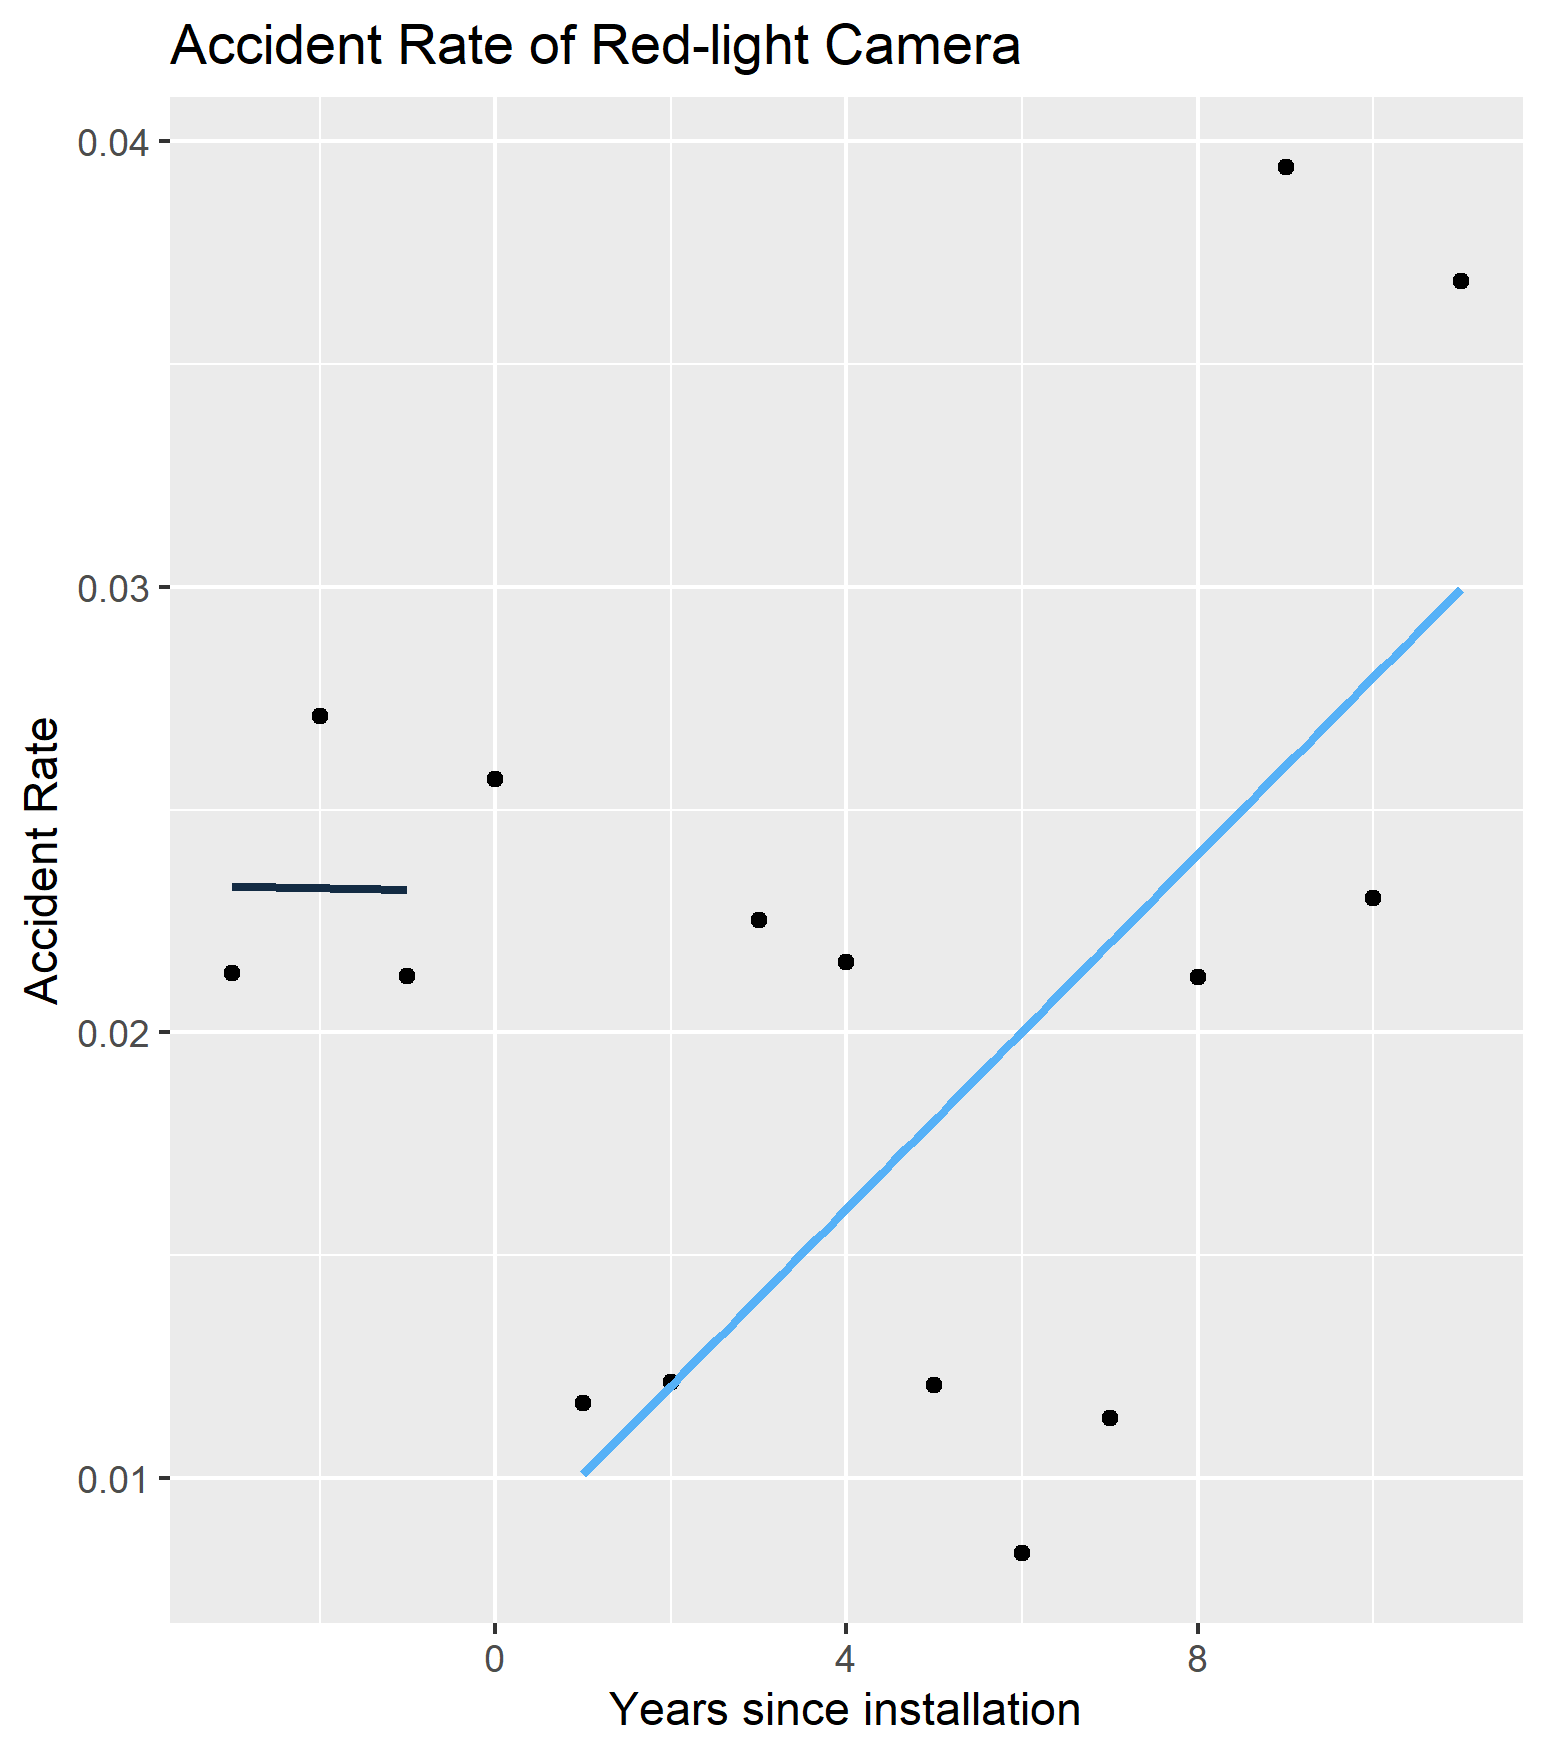 Accident Rate of Red-light Camera
0.04
0.03
0.02
0.01
Accident Rate
0 4 8
Years since installation